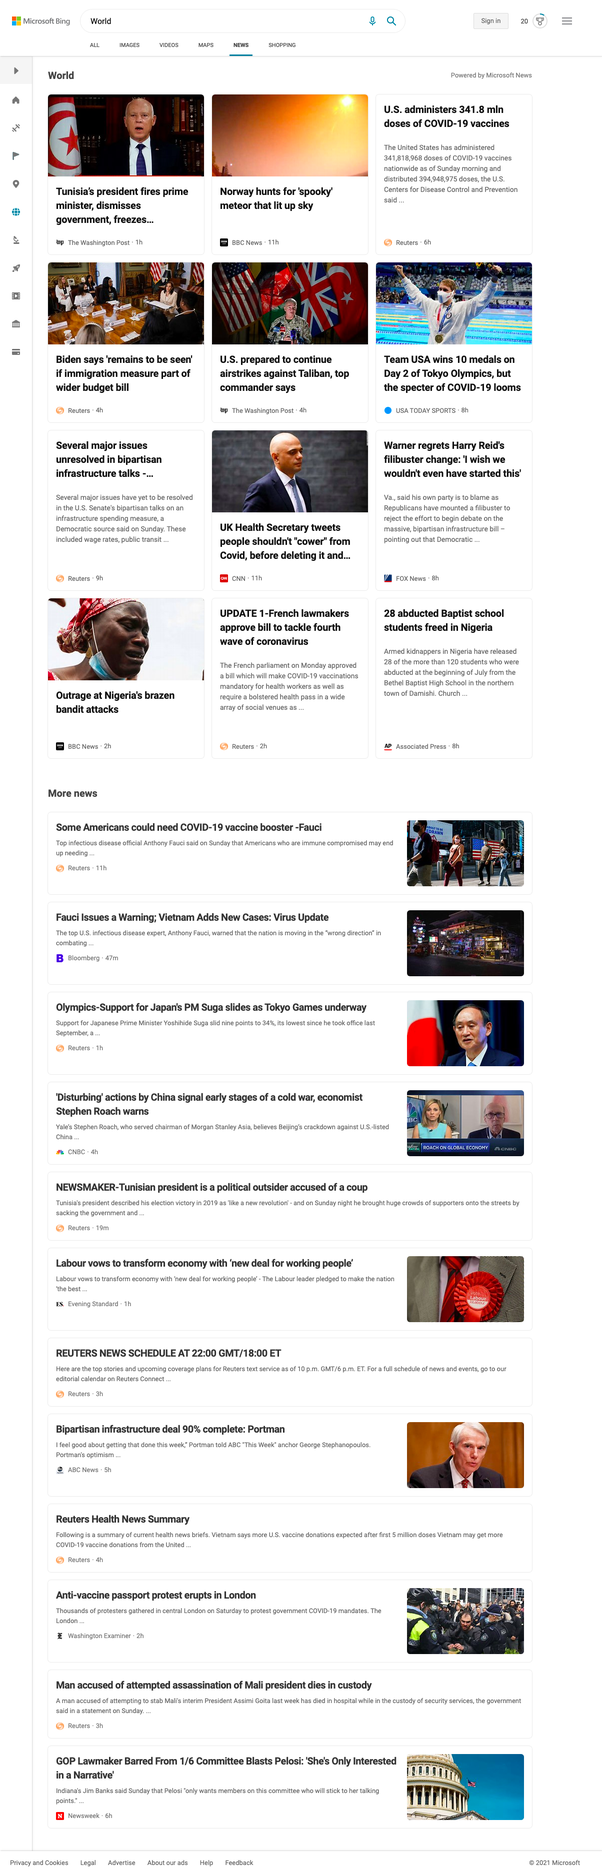 Microsoft Bing
World
Sign in
20
ALL
IMAGES
VIDEOS
MAPS
NEWS
SHOPPING
World
Powered by Microsoft News
Tunisia's president fires prime
minister, dismisses
government, freezes...
wp The Washington Post · 1h
Norway hunts for 'spooky'
meteor that lit up sky
BBC News · 11h
U.S. administers 341.8 mln
doses of COVID-19 vaccines
The United States has administered
341,818,968 doses of COVID-19 vaccines
nationwide as of Sunday morning and
distributed 394,948,975 doses, the U.S.
Centers for Disease Control and Prevention
said ...
Reuters · 6h
Biden says 'remains to be seen'
if immigration measure part of
wider budget bill
Reuters · 4h
U.S. prepared to continue
airstrikes against Taliban, top
commander says
wp The Washington Post · 4h
Team USA wins 10 medals on
Day 2 of Tokyo Olympics, but
the specter of COVID-19 looms
USA TODAY SPORTS · 8h
Several major issues
unresolved in bipartisan
infrastructure talks -...
Several major issues have yet to be resolved
in the U.S. Senate's bipartisan talks on an
infrastructure spending measure, a
Democratic source said on Sunday. These
included wage rates, public transit ...
Reuters · 9h
UK Health Secretary tweets
people shouldn't "cower" from
Covid, before deleting it and...
CNN · 11h
Warner regrets Harry Reid's
filibuster change: 'I wish we
wouldn't even have started this'
Va., said his own party is to blame as
Republicans have mounted a filibuster to
reject the effort to begin debate on the
massive, bipartisan infrastructure bill –
pointing out that Democratic ...
FOX News · 8h
Outrage at Nigeria's brazen
bandit attacks
BBC News · 2h
UPDATE 1-French lawmakers
approve bill to tackle fourth
wave of coronavirus
The French parliament on Monday approved
a bill which will make COVID-19 vaccinations
mandatory for health workers as well as
require a bolstered health pass in a wide
array of social venues as ...
Reuters · 2h
28 abducted Baptist school
students freed in Nigeria
Armed kidnappers in Nigeria have released
28 of the more than 120 students who were
abducted at the beginning of July from the
Bethel Baptist High School in the northern
town of Damishi. Church ...
AP Associated Press · 8h
More news
Some Americans could need COVID-19 vaccine booster -Fauci
Top infectious disease official Anthony Fauci said on Sunday that Americans who are immune compromised may end
up needing ...
Reuters · 11h
Fauci Issues a Warning; Vietnam Adds New Cases: Virus Update
The top U.S. infectious disease expert, Anthony Fauci, warned that the nation is moving in the "wrong direction" in
combating ...
B Bloomberg · 47m
Olympics-Support for Japan's PM Suga slides as Tokyo Games underway
Support for Japanese Prime Minister Yoshihide Suga slid nine points to 34%, its lowest since he took office last
September, a ...
Reuters · 1h
'Disturbing' actions by China signal early stages of a cold war, economist
Stephen Roach warns
Yale's Stephen Roach, who served chairman of Morgan Stanley Asia, believes Beijing's crackdown against U.S.-listed
China ...
CNBC · 4h
ROACH ON GLOBAL ECONOMY
CNBC
NEWSMAKER-Tunisian president is a political outsider accused of a coup
Tunisia's president described his election victory in 2019 as 'like a new revolution' - and on Sunday night he brought huge crowds of supporters onto the streets by
sacking the government and ...
Reuters · 19m
Labour vows to transform economy with 'new deal for working people'
Labour vows to transform economy with 'new deal for working people' - The Labour leader pledged to make the nation
'the best ...
ES. Evening Standard · 1h
Labour
REUTERS NEWS SCHEDULE AT 22:00 GMT/18:00 ET
Here are the top stories and upcoming coverage plans for Reuters text service as of 10 p.m. GMT/6 p.m. ET. For a full schedule of news and events, go to our
editorial calendar on Reuters Connect ...
Reuters · 3h
Bipartisan infrastructure deal 90% complete: Portman
I feel good about getting that done this week," Portman told ABC "This Week" anchor George Stephanopoulos.
Portman's optimism ...
ABC News · 5h
Reuters Health News Summary
Following is a summary of current health news briefs. Vietnam says more U.S. vaccine donations expected after first 5 million doses Vietnam may get more
COVID-19 vaccine donations from the United ...
Reuters · 4h
Anti-vaccine passport protest erupts in London
Thousands of protesters gathered in central London on Saturday to protest government COVID-19 mandates. The
London ...
Washington Examiner · 2h
Man accused of attempted assassination of Mali president dies in custody
A man accused of attempting to stab Mali's interim President Assimi Goita last week has died in hospital while in the custody of security services, the government
said in a statement on Sunday. ...
Reuters · 3h
GOP Lawmaker Barred From 1/6 Committee Blasts Pelosi: 'She's Only Interested
in a Narrative'
Indiana's Jim Banks said Sunday that Pelosi "only wants members on this committee who will stick to her talking
points." ...
N Newsweek · 6h
Privacy and Cookies
Legal
Advertise
About our ads
Help
Feedback
© 2021 Microsoft